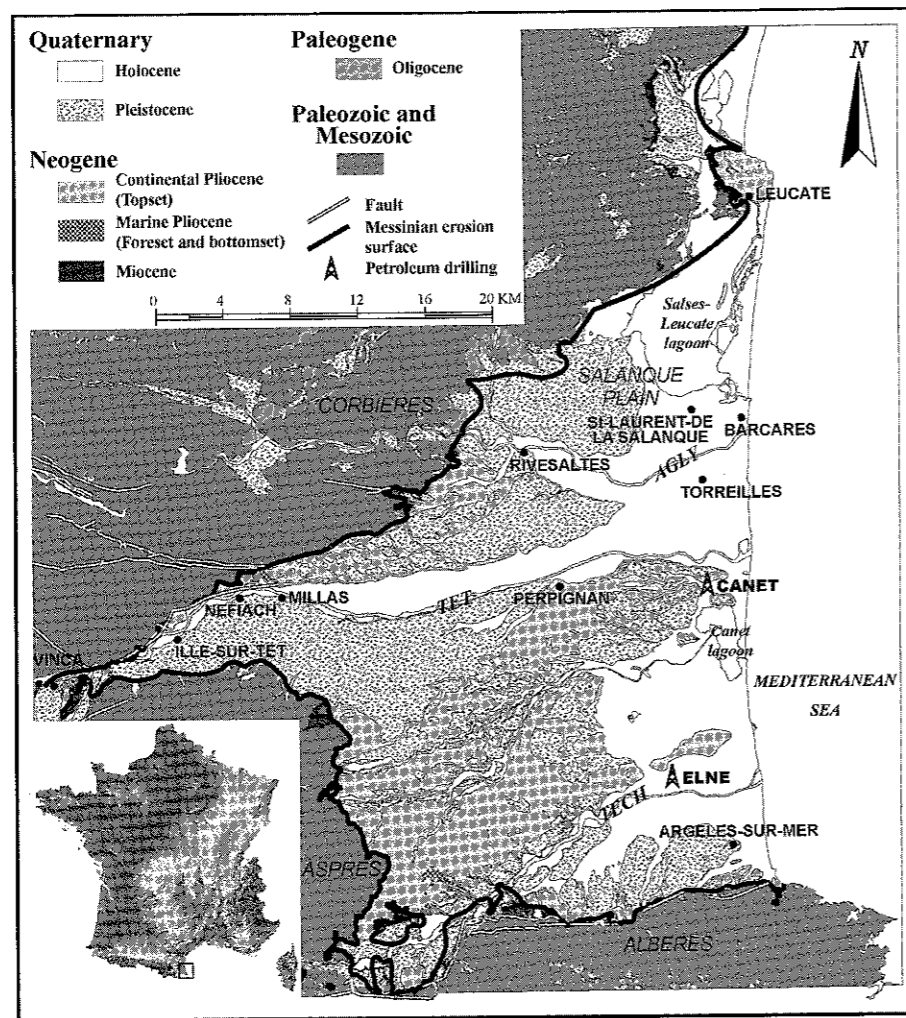 Quaternary
Holocene
Pleistocene
Neogene
Continental Pliocene
(Topset)
Marine Pliocene
(Foreset and bottomset)
Miocene
Paleogene
Oligocene
Paleozoic and
Mesozoic
Fault
Messinian erosion
surface
Petroleum drilling
0 4 8 12 16 20 KM
N
LEUCATE
Salses-
Leucate
lagoon
CORBIERES
SALANQUE
PLAIN
St-LAURENT-DE
LA SALANQUE
BARCARES
RIVESALTES
AGLY
TORREILLES
NEFIACH
MILLAS
TET
PERPIGNAN
CANET
ILLE-SUR-TET
Canet
lagoon
VINCA
MEDITERRANEAN
SEA
ELNE
TECH
ARGELES-SUR-MER
ASPRES
ALBERES